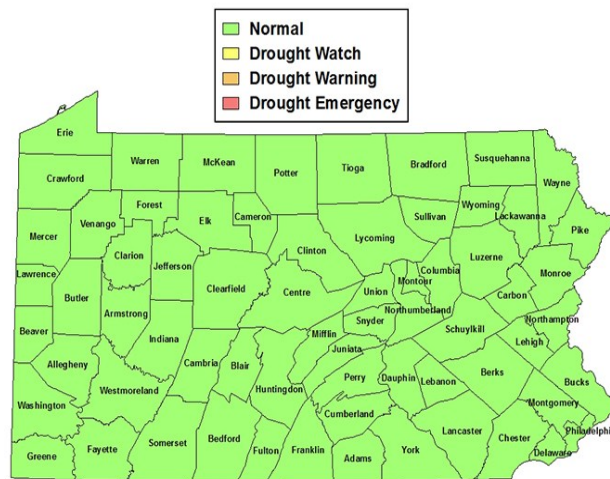 Normal
Drought Watch
Drought Warning
Drought Emergency
Erie
Crawford
Warren
McKean
Potter
Tioga
Bradford
Susquehanna
Wayne
Mercer
Venango
Forest
Elk
Cameron
Clinton
Lycoming
Sullivan
Wyoming
Lackawanna
Pike
Lawrence
Butler
Clarion
Jefferson
Clearfield
Centre
Union
Montour
Columbia
Luzerne
Carbon
Monroe
Beaver
Armstrong
Indiana
Mifflin
Snyder
Northumberland
Schuylkill
Northampton
Lehigh
Allegheny
Cambria
Blair
Huntingdon
Juniata
Perry
Dauphin
Lebanon
Berks
Bucks
Washington
Westmoreland
Cumberland
Montgomery
Greene
Fayette
Somerset
Bedford
Fulton
Franklin
Adams
York
Lancaster
Chester
Delaware
Philadelphia